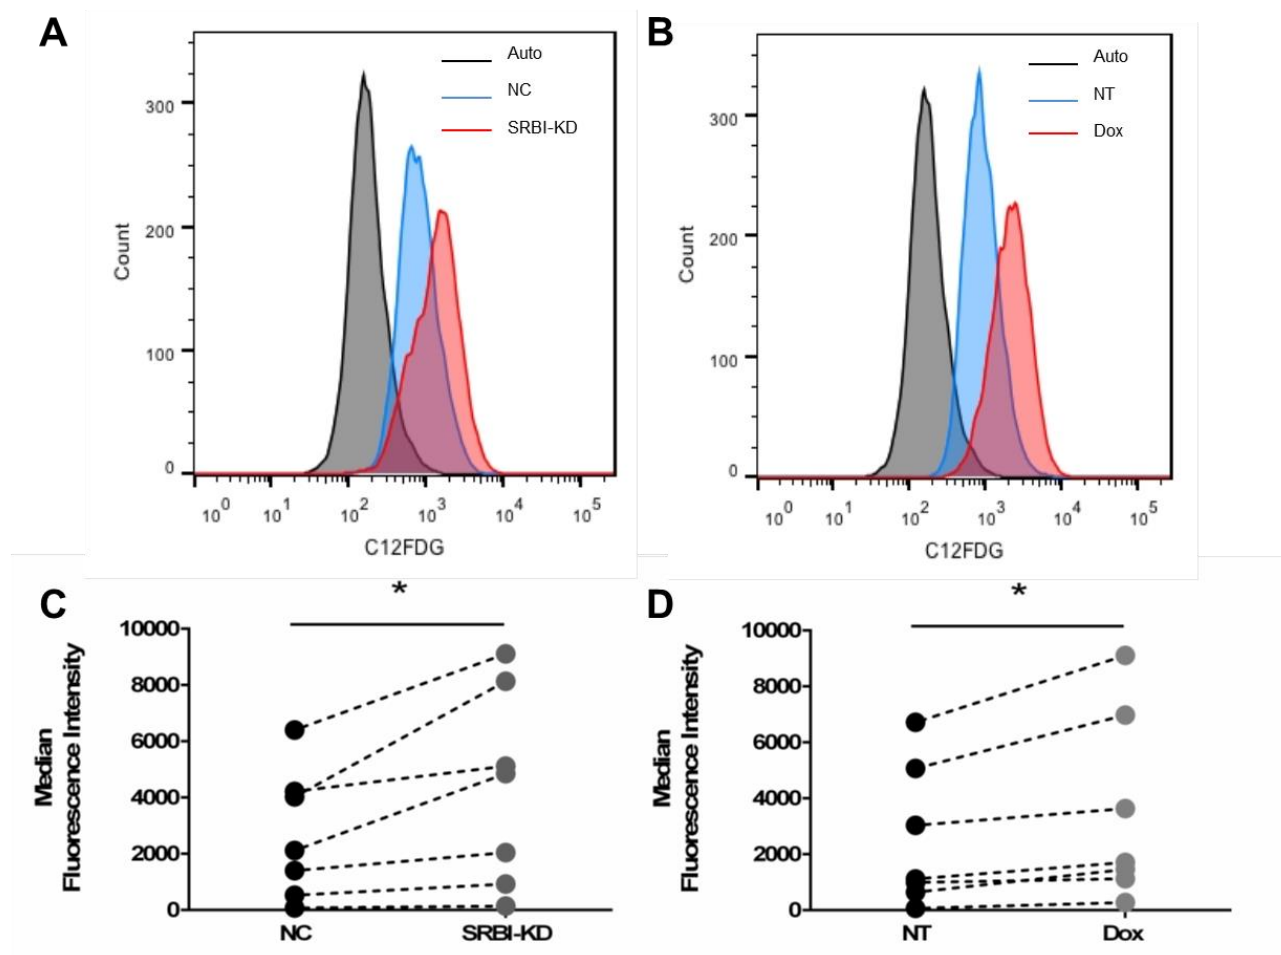 A
Auto
NC
SRBI-KD
Count
300
200
100
0
10^0 10^1 10^2 10^3 10^4 10^5
C12FDG
B
Auto
NT
Dox
Count
300
200
100
0
10^0 10^1 10^2 10^3 10^4 10^5
C12FDG
C
*
Median
Fluorescence Intensity
10000
8000
6000
4000
2000
0
NC SRBI-KD
D
*
Median
Fluorescence Intensity
10000
8000
6000
4000
2000
0
NT Dox